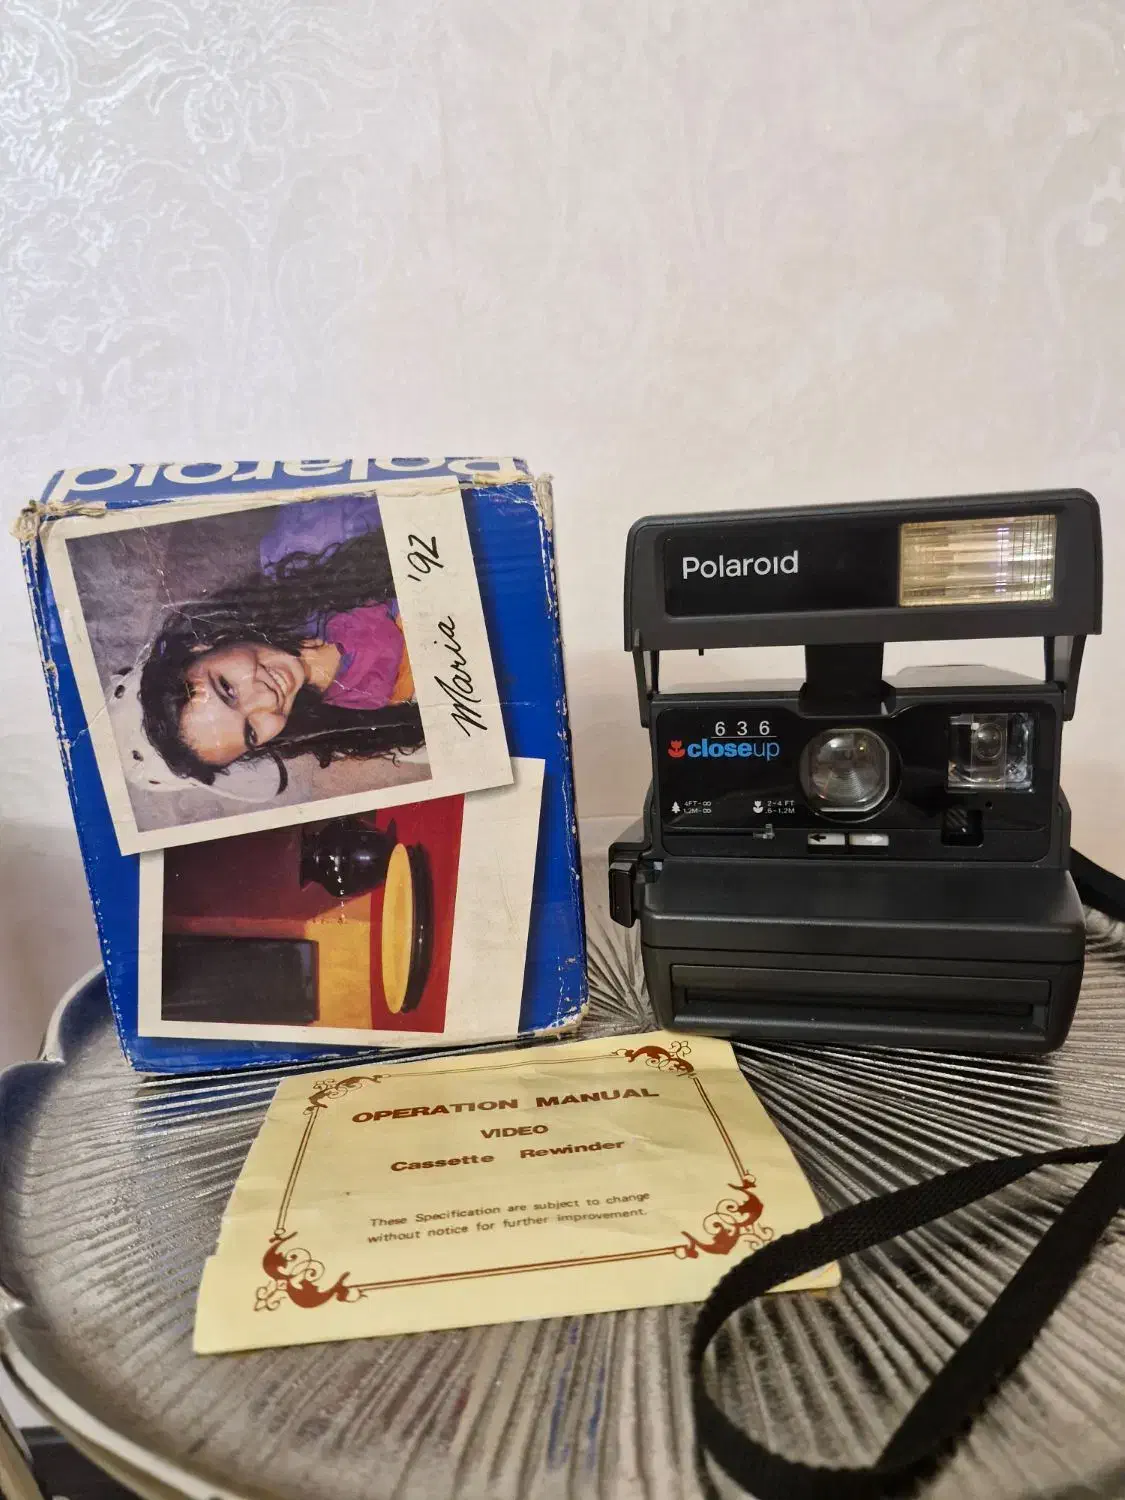 Polaroid
Maria '92
Polaroid
636
closeup
4FT-∞
1.2M-∞
2-4 FT
.6-1.2M
OPERATION MANUAL
VIDEO
Cassette Rewinder
These Specification are subject to change
without notice for further improvement.